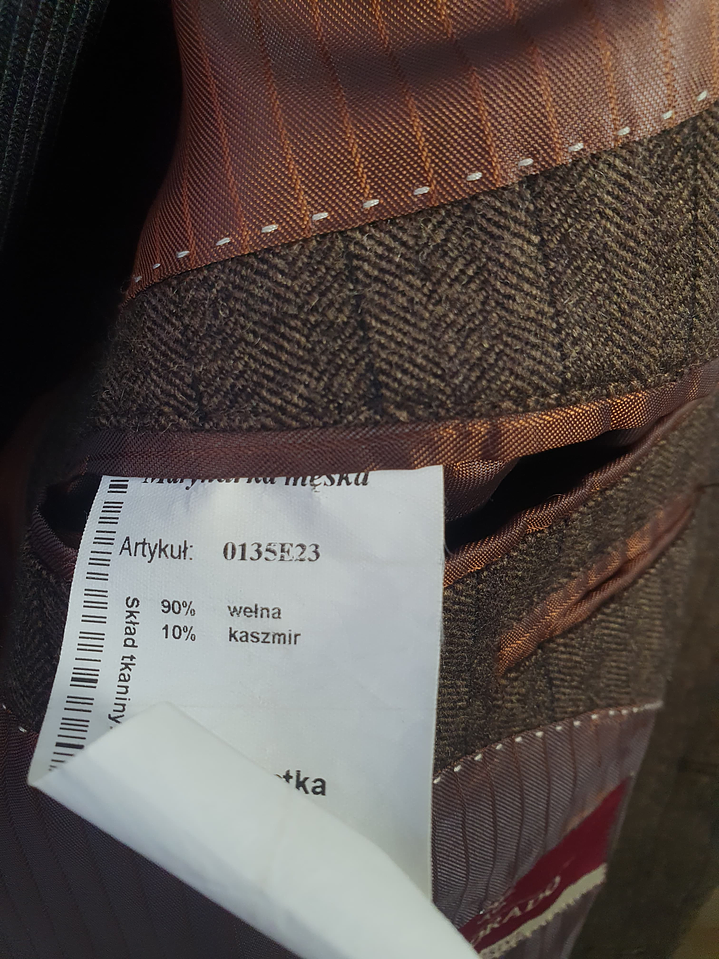 Marynarka męska
Artykuł: 0135E23
Skład tkaniny
90% wełna
10% kaszmir